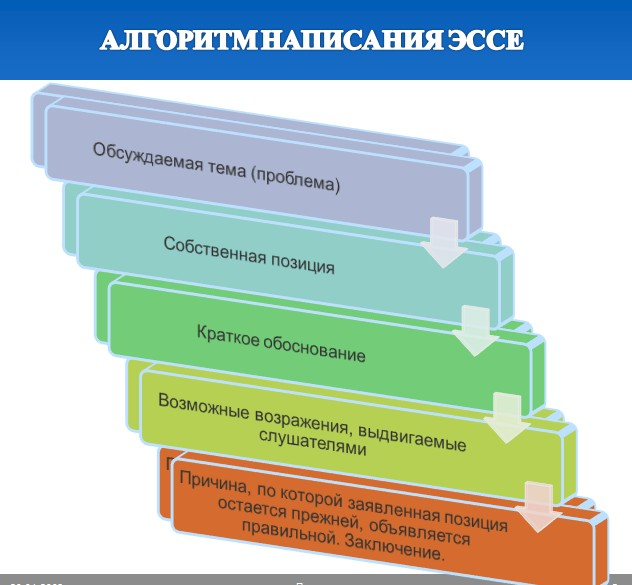 АЛГОРИТМ НАПИСАНИЯ ЭССЕ
Обсуждаемая тема (проблема)
Собственная позиция
Краткое обоснование
Возможные возражения, выдвигаемые
слушателями
Причина, по которой заявленная позиция
остается прежней, объявляется
правильной. Заключение.